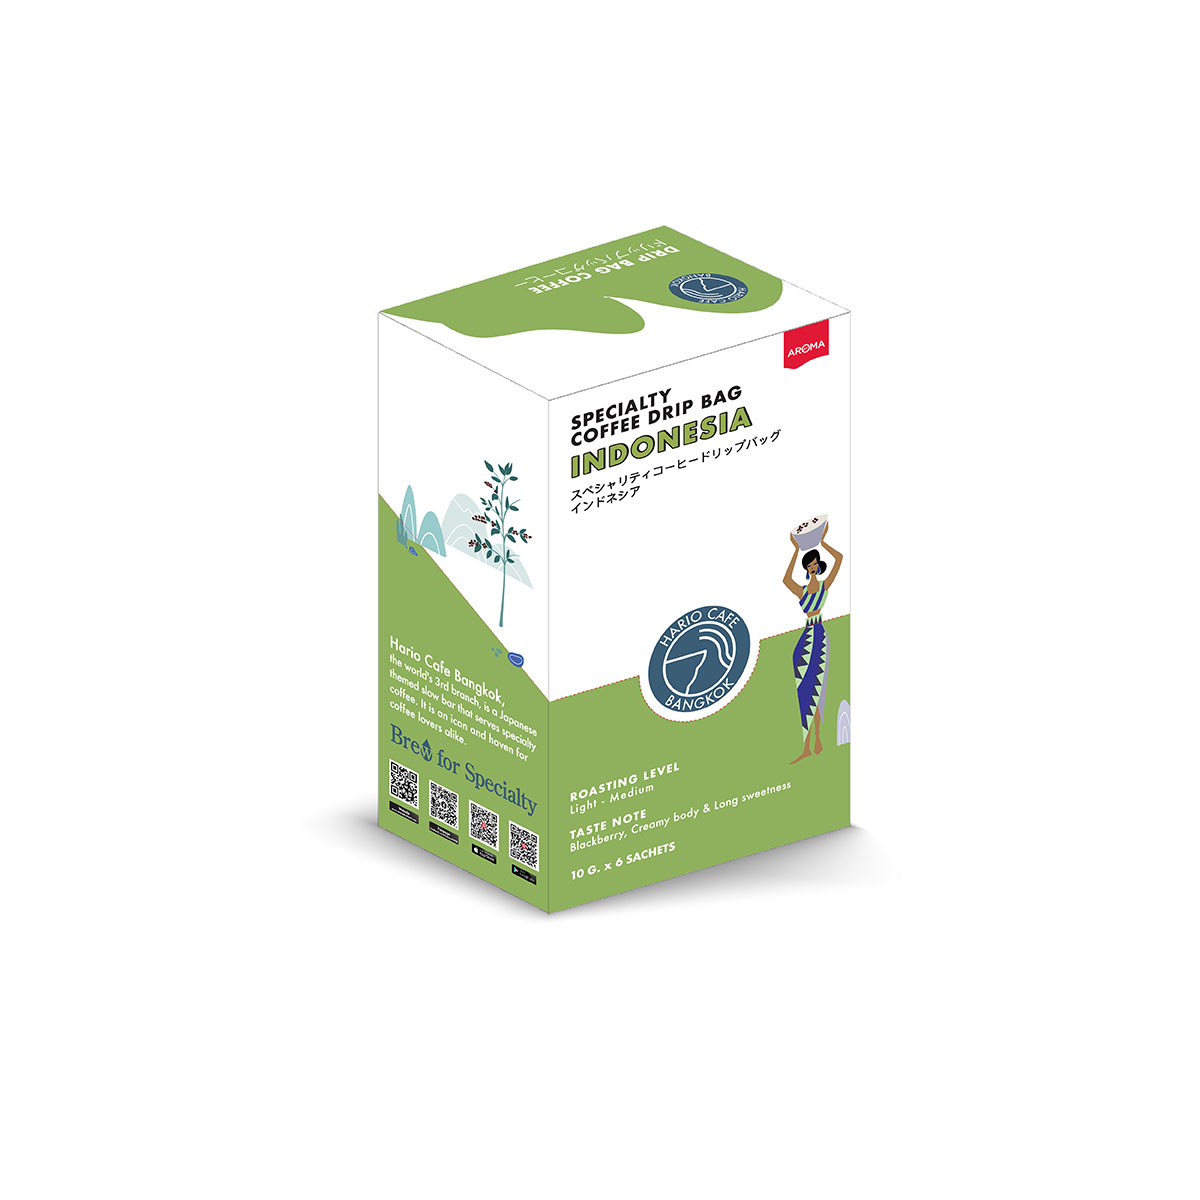 DRIP BAG COFFEE
ドリップバッグコーヒー
HARIO CAFE
BANGKOK
AROMA
SPECIALTY
COFFEE DRIP BAG
INDONESIA
スペシャリティコーヒードリップバッグ
インドネシア
HARIO CAFE
BANGKOK
ROASTING LEVEL
Light - Medium
TASTE NOTE
Blackberry, Creamy body & Long sweetness
10 G. x 6 SACHETS
Hario Cafe Bangkok,
the world's 3rd branch, is a Japanese
themed slow bar that serves specialty
coffee. It is an icon and haven for
coffee lovers alike.
Brew for Specialty